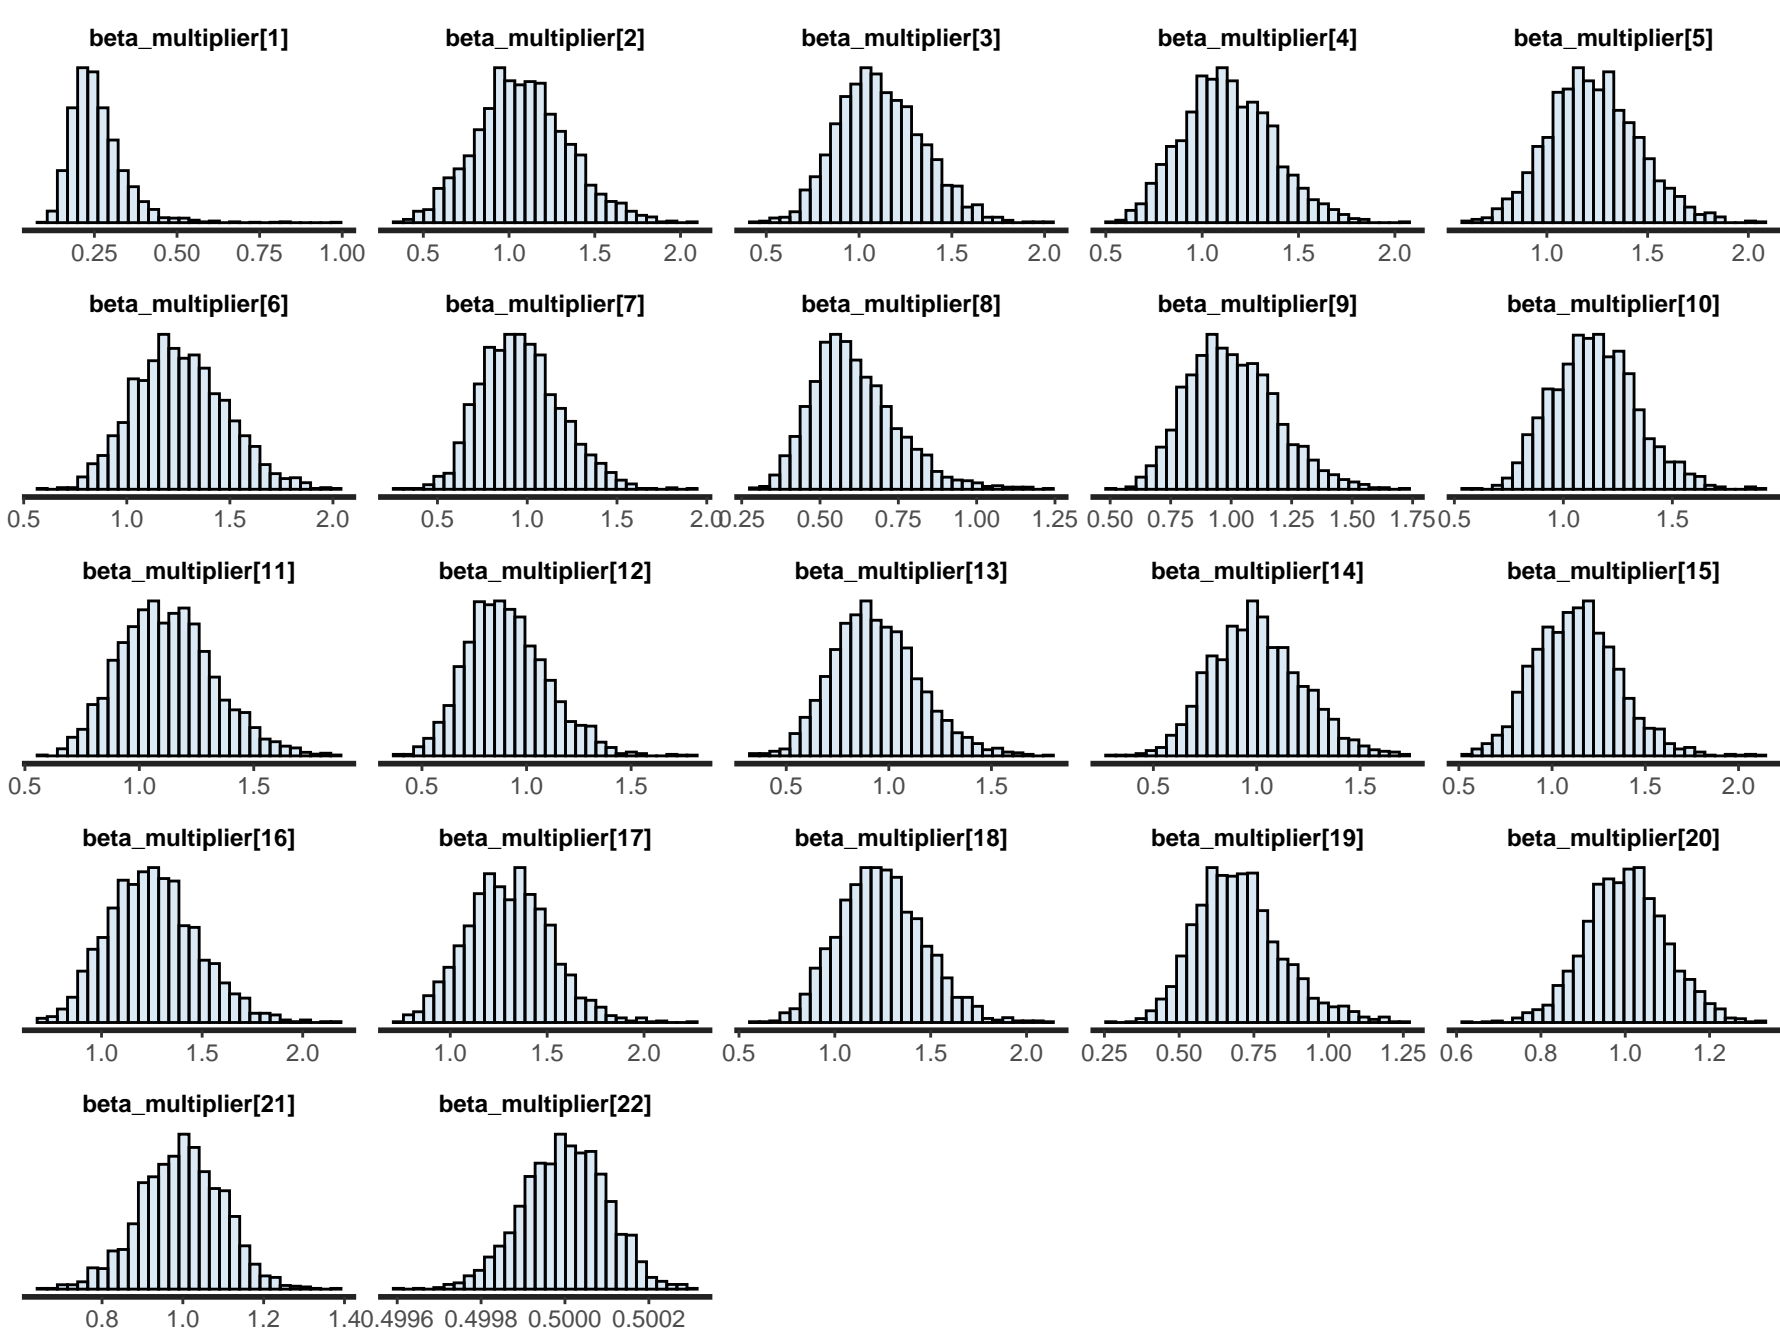 beta_multiplier[1] beta_multiplier[2] beta_multiplier[3] beta_multiplier[4] beta_multiplier[5]
0.25 0.50 0.75 1.00 0.5 1.0 1.5 2.0 0.5 1.0 1.5 2.0 0.5 1.0 1.5 2.0 1.0 1.5 2.0
beta_multiplier[6] beta_multiplier[7] beta_multiplier[8] beta_multiplier[9] beta_multiplier[10]
0.5 1.0 1.5 2.0 0.5 1.0 1.5 2.0 0.25 0.50 0.75 1.00 1.25 0.50 0.75 1.00 1.25 1.50 1.75 0.5 1.0 1.5
beta_multiplier[11] beta_multiplier[12] beta_multiplier[13] beta_multiplier[14] beta_multiplier[15]
0.5 1.0 1.5 0.5 1.0 1.5 0.5 1.0 1.5 0.5 1.0 1.5 0.5 1.0 1.5 2.0
beta_multiplier[16] beta_multiplier[17] beta_multiplier[18] beta_multiplier[19] beta_multiplier[20]
1.0 1.5 2.0 1.0 1.5 2.0 0.5 1.0 1.5 2.0 0.25 0.50 0.75 1.00 1.25 0.6 0.8 1.0 1.2
beta_multiplier[21] beta_multiplier[22]
0.8 1.0 1.2 1.4 0.4996 0.4998 0.5000 0.5002